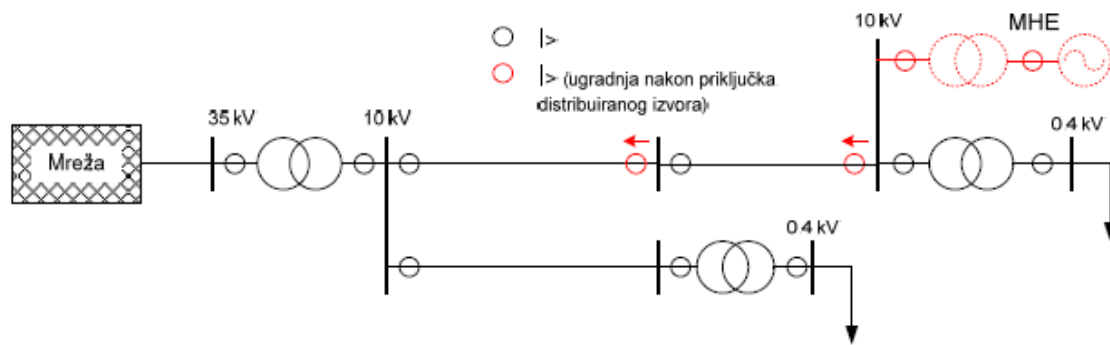 10 kV
MHE
I>
I> (ugradnja nakon priključka
distribuiranog izvora)
35 kV
10 kV
0.4 kV
Mreža
0.4 kV